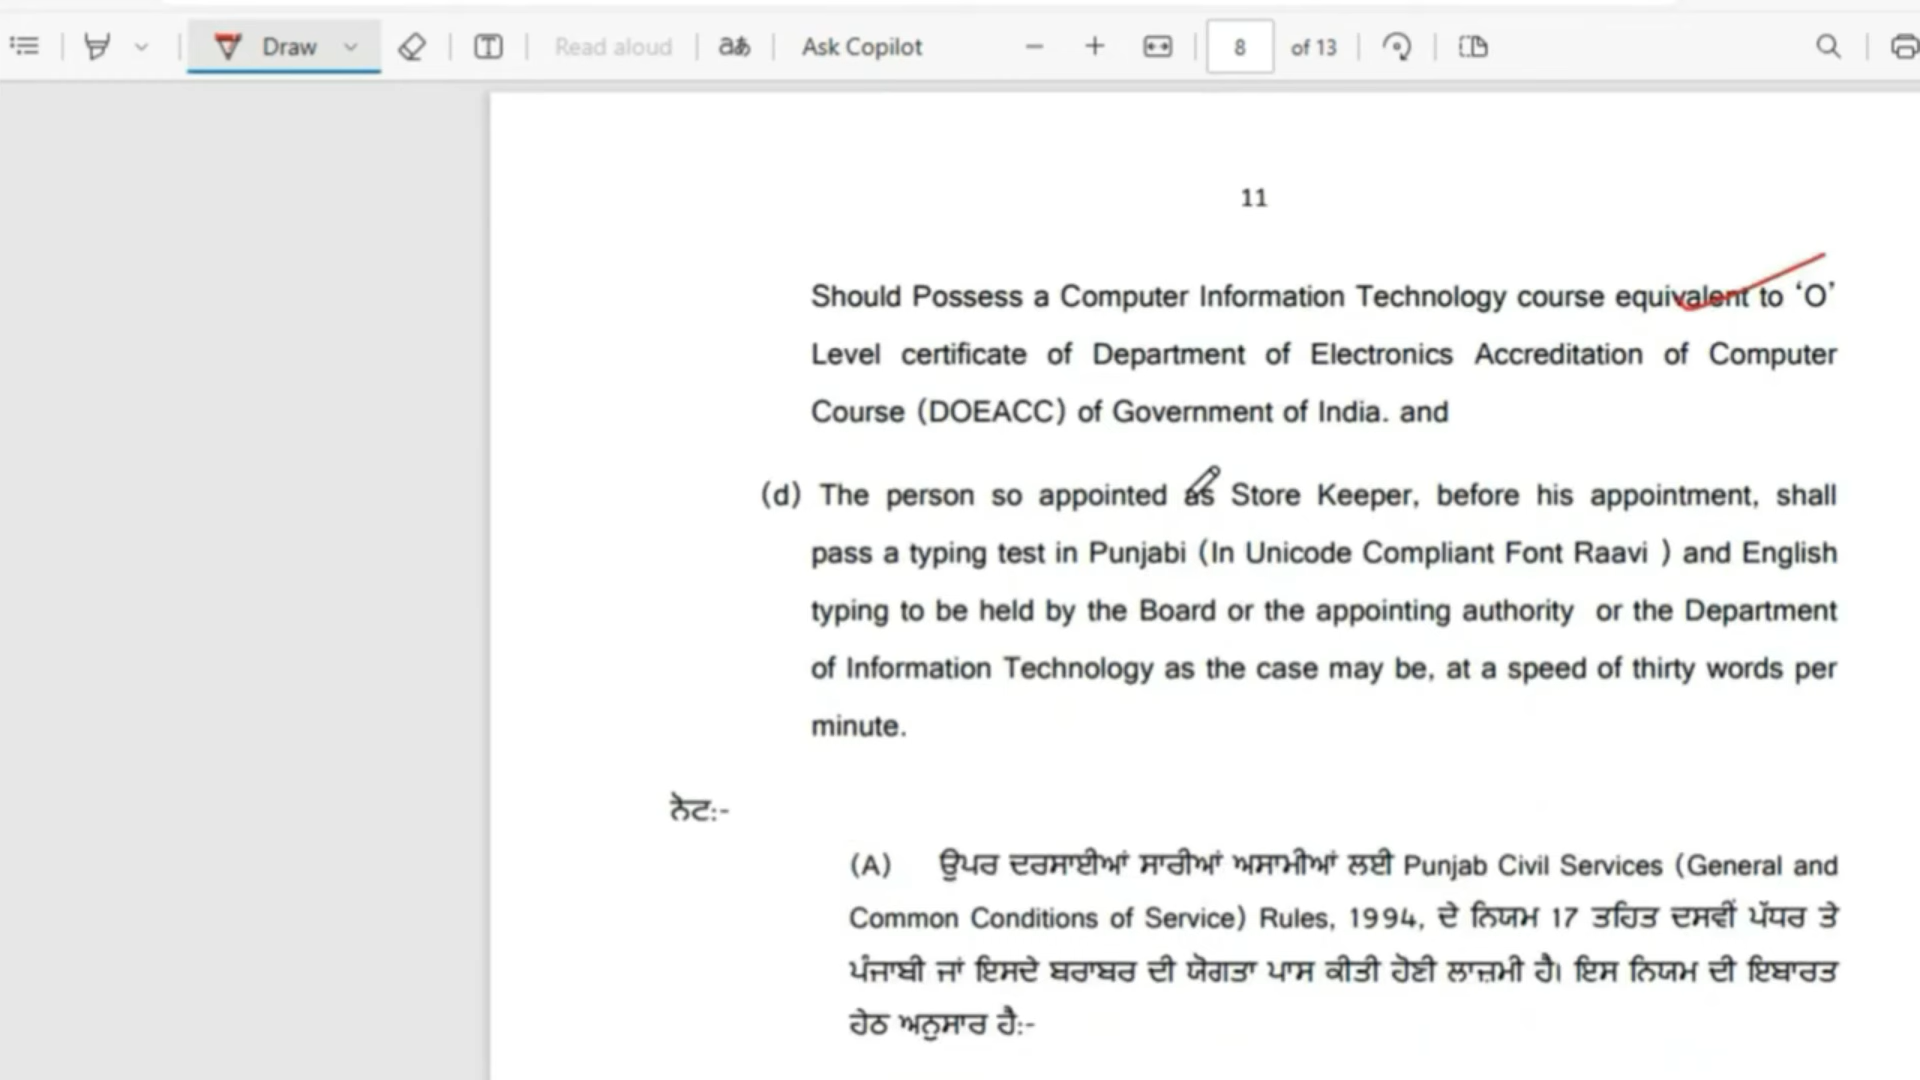 Draw
Read aloud
aあ
Ask Copilot
8 of 13
11
Should Possess a Computer Information Technology course equivalent to ‘O’
Level certificate of Department of Electronics Accreditation of Computer
Course (DOEACC) of Government of India. and
(d) The person so appointed as Store Keeper, before his appointment, shall
pass a typing test in Punjabi (In Unicode Compliant Font Raavi ) and English
typing to be held by the Board or the appointing authority or the Department
of Information Technology as the case may be, at a speed of thirty words per
minute.
ਨੋਟ:-
(A) ਉਪਰ ਦਰਸਾਈਆਂ ਸਾਰੀਆਂ ਅਸਾਮੀਆਂ ਲਈ Punjab Civil Services (General and
Common Conditions of Service) Rules, 1994, ਦੇ ਨਿਯਮ 17 ਤਹਿਤ ਦਸਵੀਂ ਪੱਧਰ ਤੇ
ਪੰਜਾਬੀ ਜਾਂ ਇਸਦੇ ਬਰਾਬਰ ਦੀ ਯੋਗਤਾ ਪਾਸ ਕੀਤੀ ਹੋਣੀ ਲਾਜ਼ਮੀ ਹੈ। ਇਸ ਨਿਯਮ ਦੀ ਇਬਾਰਤ
ਹੇਠ ਅਨੁਸਾਰ ਹੈ:-